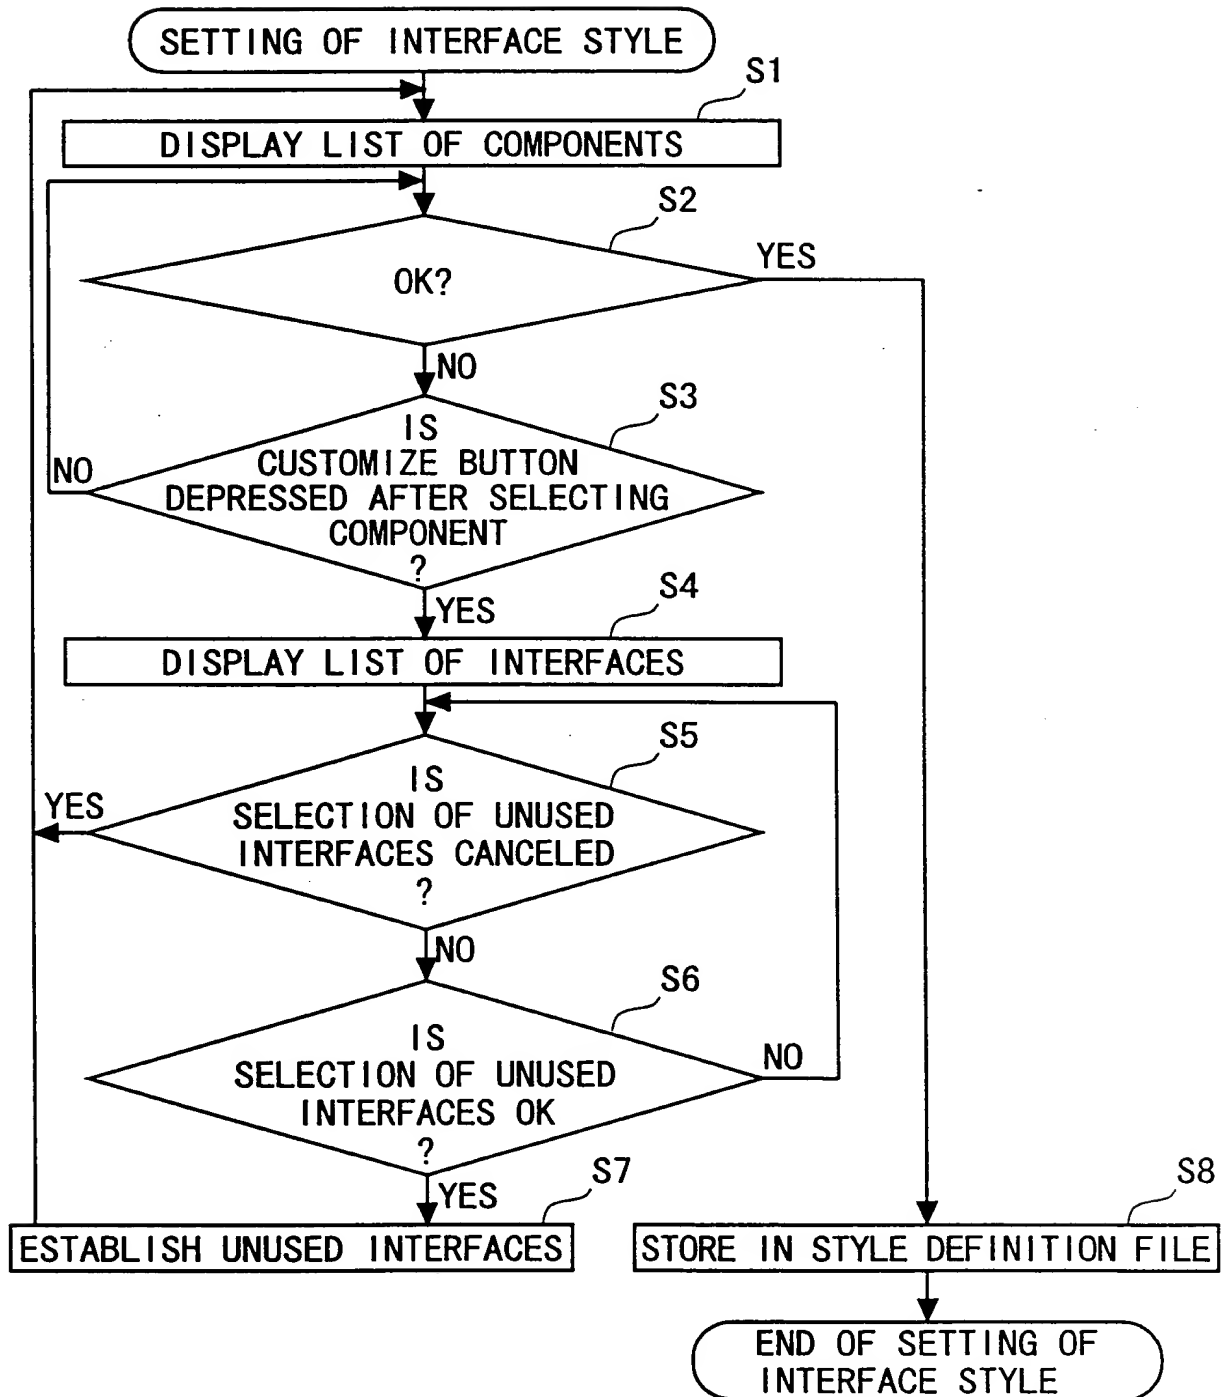 SETTING OF INTERFACE STYLE
S1
DISPLAY LIST OF COMPONENTS
S2
OK?
YES
NO
S3
IS
CUSTOMIZE BUTTON
DEPRESSED AFTER SELECTING
COMPONENT
?
NO
YES
S4
DISPLAY LIST OF INTERFACES
S5
IS
SELECTION OF UNUSED
INTERFACES CANCELED
?
YES
NO
S6
IS
SELECTION OF UNUSED
INTERFACES OK
?
NO
YES
S7
ESTABLISH UNUSED INTERFACES
S8
STORE IN STYLE DEFINITION FILE
END OF SETTING OF
INTERFACE STYLE